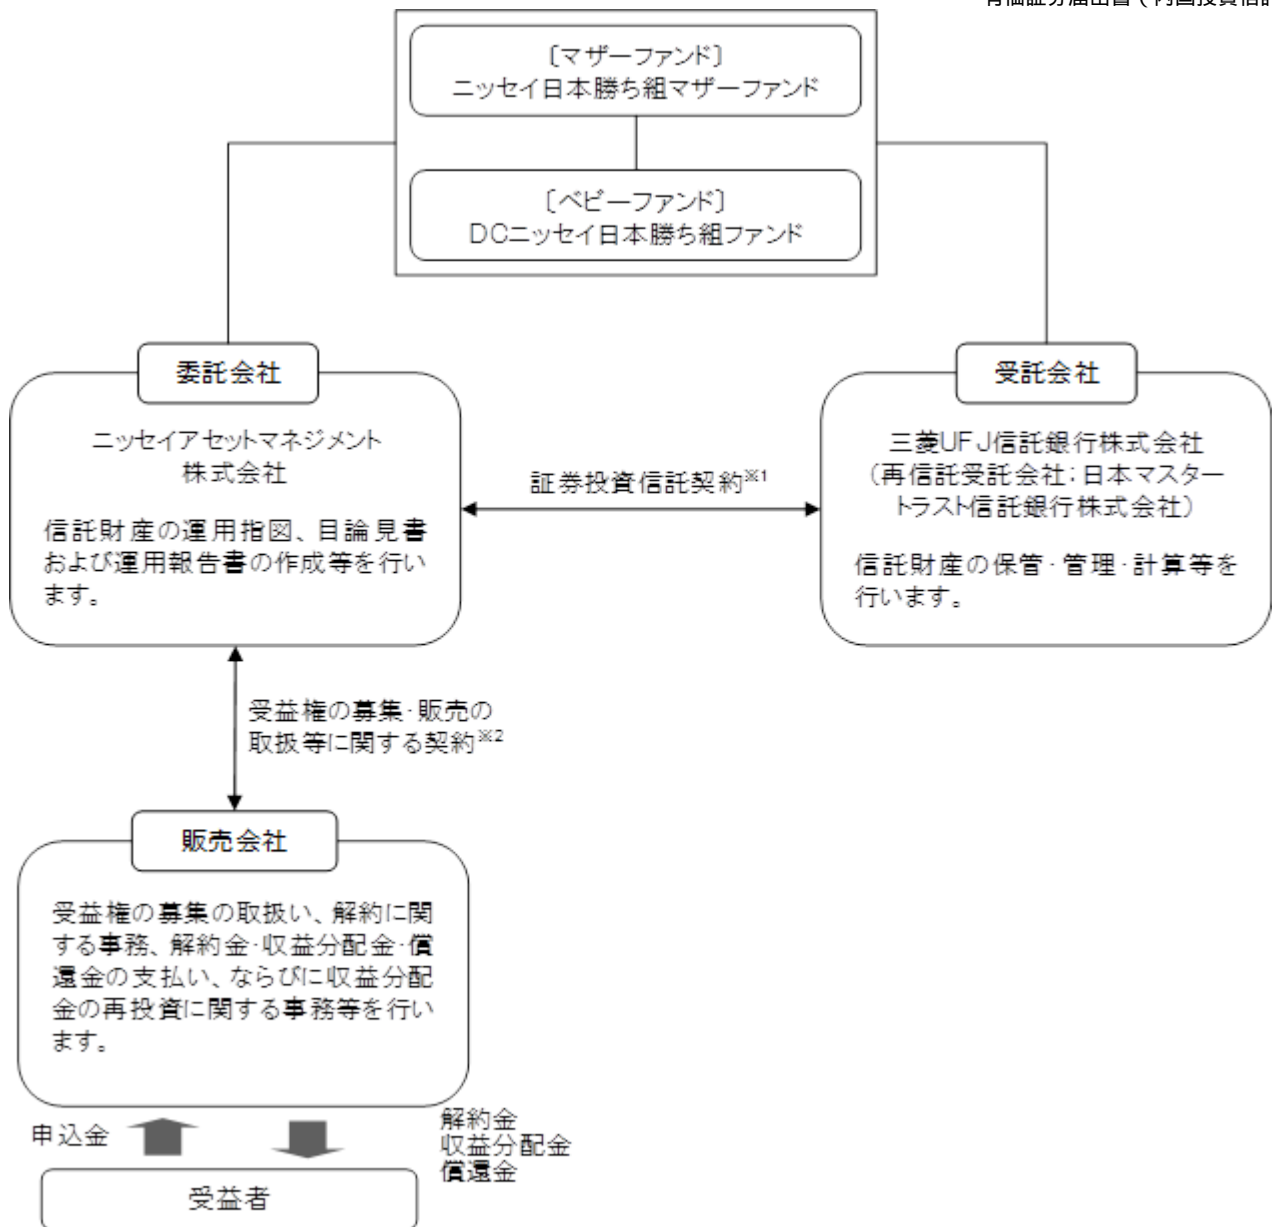 有価証券届出書（内国投資信託
〔マザーファンド〕
ニッセイ日本勝ち組マザーファンド
〔ベビーファンド〕
DCニッセイ日本勝ち組ファンド
委託会社
ニッセイアセットマネジメント
株式会社
信託財産の運用指図、目論見書
および運用報告書の作成等を行い
ます。
証券投資信託契約※1
受託会社
三菱UFJ信託銀行株式会社
（再信託受託会社：日本マスター
トラスト信託銀行株式会社）
信託財産の保管・管理・計算等を
行います。
受益権の募集・販売の
取扱等に関する契約※2
販売会社
受益権の募集の取扱い、解約に関
する事務、解約金・収益分配金・償
還金の支払い、ならびに収益分配
金の再投資に関する事務等を行い
ます。
申込金
解約金
収益分配金
償還金
受益者